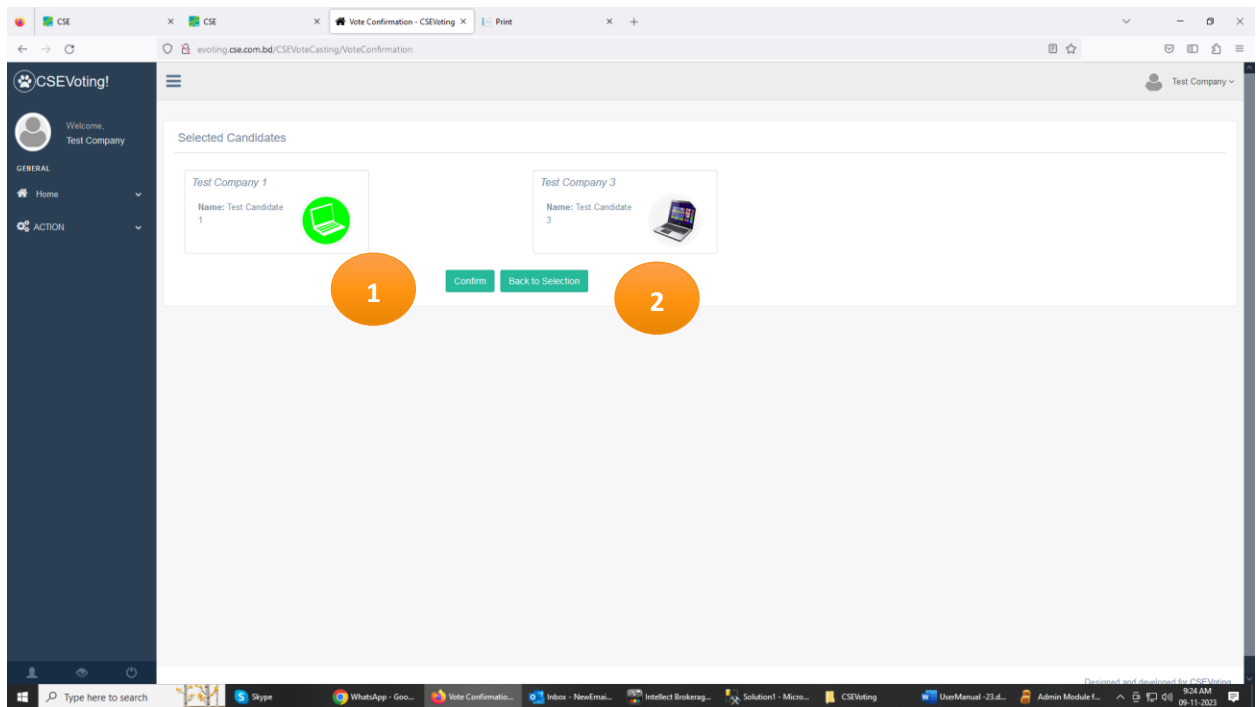 CSE
CSE
Vote Confirmation - CSEVoting
Print
evoting.cse.com.bd/CSEVoteCasting/VoteConfirmation
CSEVoting!
Test Company
Welcome,
Test Company
GENERAL
Home
ACTION
Selected Candidates
Test Company 1
Name: Test Candidate
1
Test Company 3
Name: Test Candidate
3
Confirm
Back to Selection
1
2
Designed and developed for CSEVoting
Type here to search
Skype
WhatsApp - Goo...
Vote Confirmatio...
Inbox - NewEmai...
Intellect Brokerag...
Solution1 - Micro...
CSEVoting
UserManual -23.d...
Admin Module f...
9:24 AM
09-11-2023